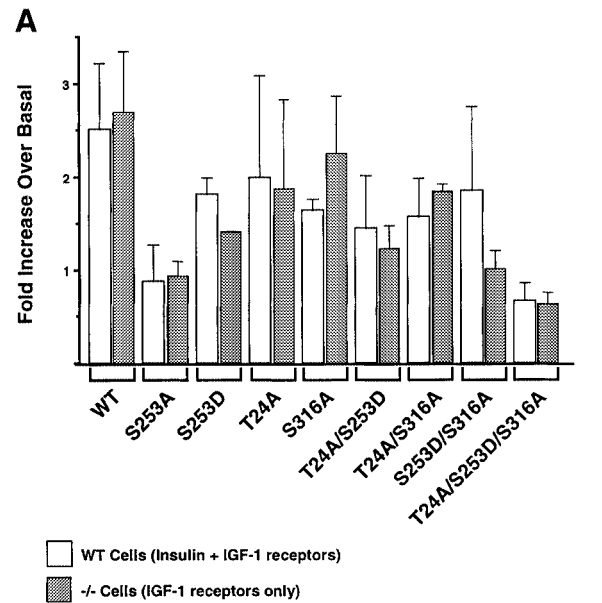 A
Fold Increase Over Basal
3
2
1
WT
S253A
S253D
T24A
S316A
T24A/S253D
T24A/S316A
S253D/S316A
T24A/S253D/S316A
WT Cells (Insulin + IGF-1 receptors)
-/- Cells (IGF-1 receptors only)